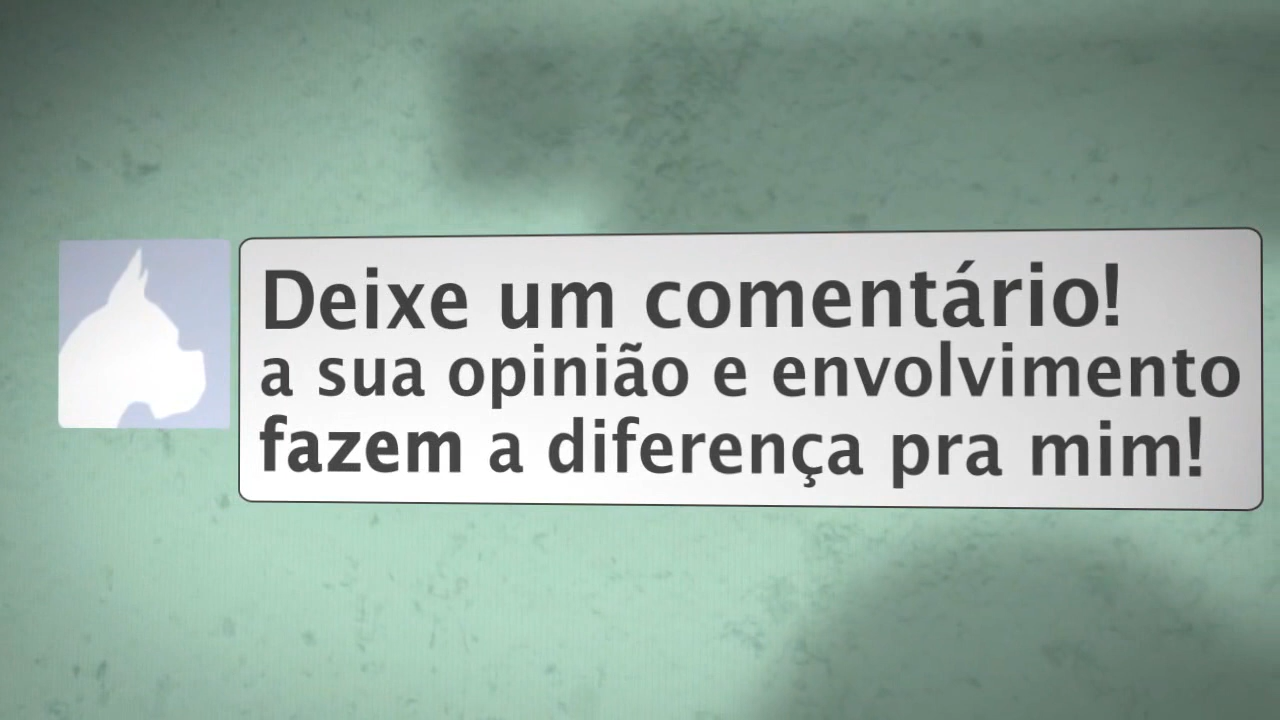 Deixe um comentário!
a sua opinião e envolvimento
fazem a diferença pra mim!